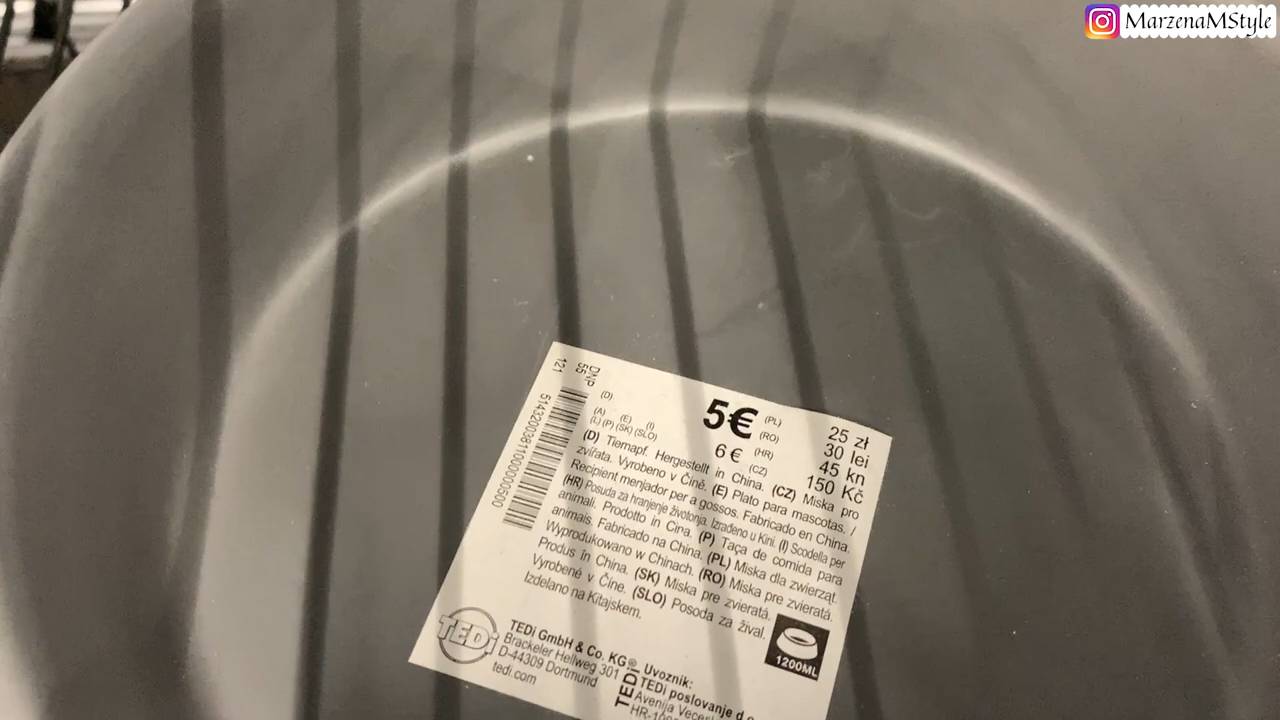 MarzenaMStyle
121
55
DNP
5143200381100000000500
(D)
5€
(PL) 25 zł
(A) (E) (I)
(L) (P) (SK) (SLO)
6€
(RO) 30 lei
(HR) 45 kn
(CZ) 150 Kč
(D) Tiernapf. Hergestellt in China. (CZ) Miska pro
zvířata. Vyrobeno v Číně. (E) Plato para mascotas. /
Recipient menjador per a gossos. Fabricado en China.
(HR) Posuda za hranjenje životinja. Izrađeno u Kini. (I) Scodella per
animali. Prodotto in Cina. (P) Taça de comida para
animais. Fabricado na China. (PL) Miska dla zwierząt.
Wyprodukowano w Chinach. (RO) Miska pre zvieratá.
Produs în China. (SK) Miska pre zvieratá.
Vyrobené v Číne. (SLO) Posoda za žival.
Izdelano na Kitajskem.
1200ML
TEDi
TEDi GmbH & Co. KG
Brackeler Hellweg 301
D-44309 Dortmund
tedi.com
TEDi®
Uvoznik:
TEDi poslovanje d.o
Avenija